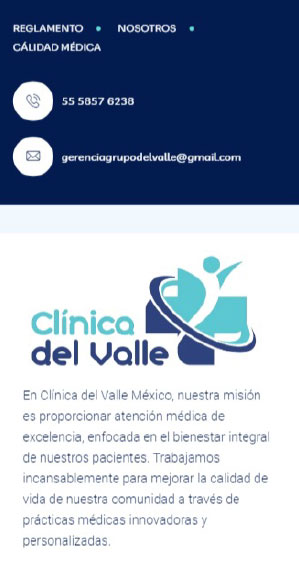 REGLAMENTO • NOSOTROS •
CÁLIDAD MÉDICA
55 5857 6238
gerenciagrupodelvalle@gmail.com
Clínica
del Valle
En Clínica del Valle México, nuestra misión
es proporcionar atención médica de
excelencia, enfocada en el bienestar integral
de nuestros pacientes. Trabajamos
incansablemente para mejorar la calidad de
vida de nuestra comunidad a través de
prácticas médicas innovadoras y
personalizadas.